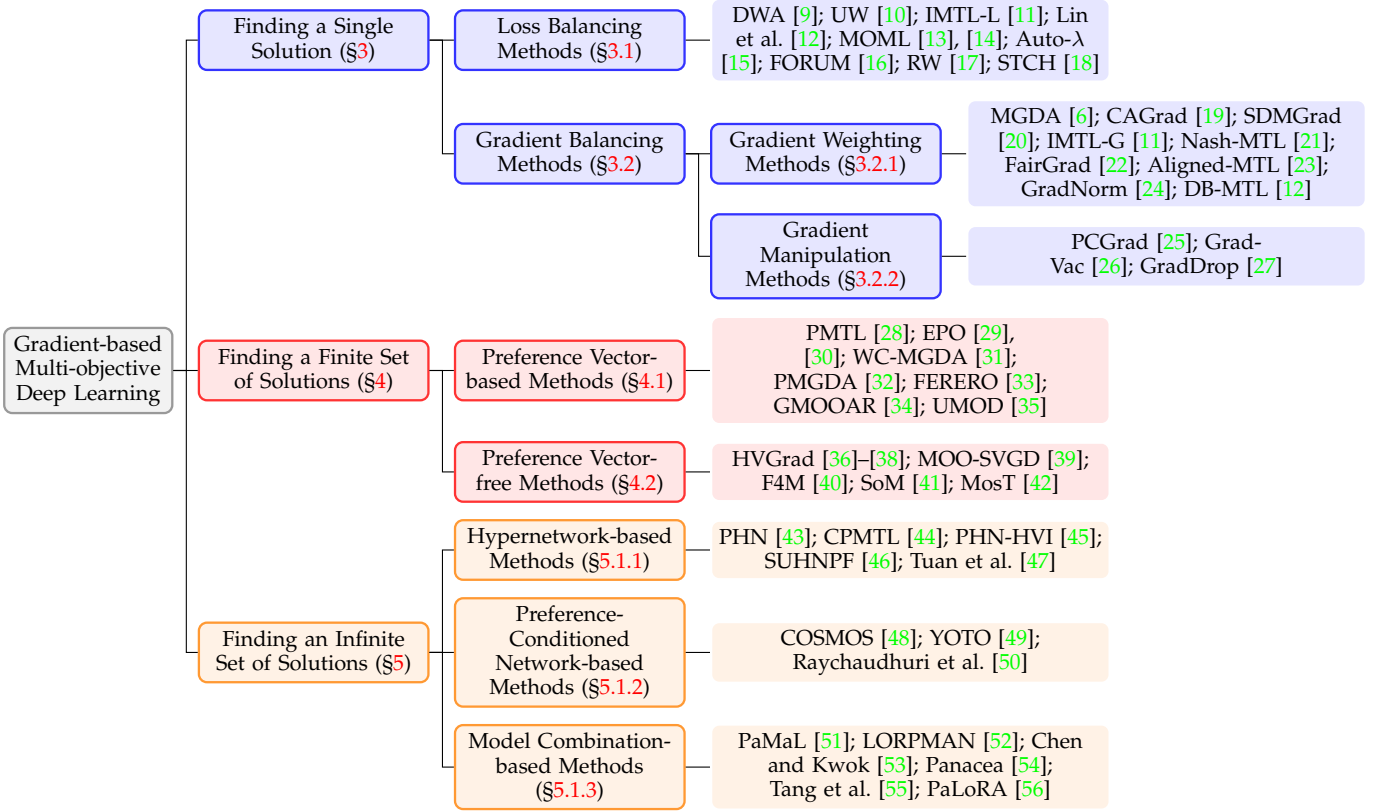 Gradient-based
Multi-objective
Deep Learning
Finding a Single
Solution (§3)
Loss Balancing
Methods (§3.1)
DWA [9]; UW [10]; IMTL-L [11]; Lin
et al. [12]; MOML [13], [14]; Auto-λ
[15]; FORUM [16]; RW [17]; STCH [18]
Gradient Balancing
Methods (§3.2)
Gradient Weighting
Methods (§3.2.1)
MGDA [6]; CAGrad [19]; SDMGrad
[20]; IMTL-G [11]; Nash-MTL [21];
FairGrad [22]; Aligned-MTL [23];
GradNorm [24]; DB-MTL [12]
Gradient
Manipulation
Methods (§3.2.2)
PCGrad [25]; Grad-
Vac [26]; GradDrop [27]
Finding a Finite Set
of Solutions (§4)
Preference Vector-
based Methods (§4.1)
PMTL [28]; EPO [29],
[30]; WC-MGDA [31];
PMGDA [32]; FERERO [33];
GMOOAR [34]; UMOD [35]
Preference Vector-
free Methods (§4.2)
HVGrad [36]–[38]; MOO-SVGD [39];
F4M [40]; SoM [41]; MosT [42]
Finding an Infinite
Set of Solutions (§5)
Hypernetwork-based
Methods (§5.1.1)
PHN [43]; CPMTL [44]; PHN-HVI [45];
SUHNPF [46]; Tuan et al. [47]
Preference-
Conditioned
Network-based
Methods (§5.1.2)
COSMOS [48]; YOTO [49];
Raychaudhuri et al. [50]
Model Combination-
based Methods
(§5.1.3)
PaMaL [51]; LORPMAN [52]; Chen
and Kwok [53]; Panacea [54];
Tang et al. [55]; PaLoRA [56]